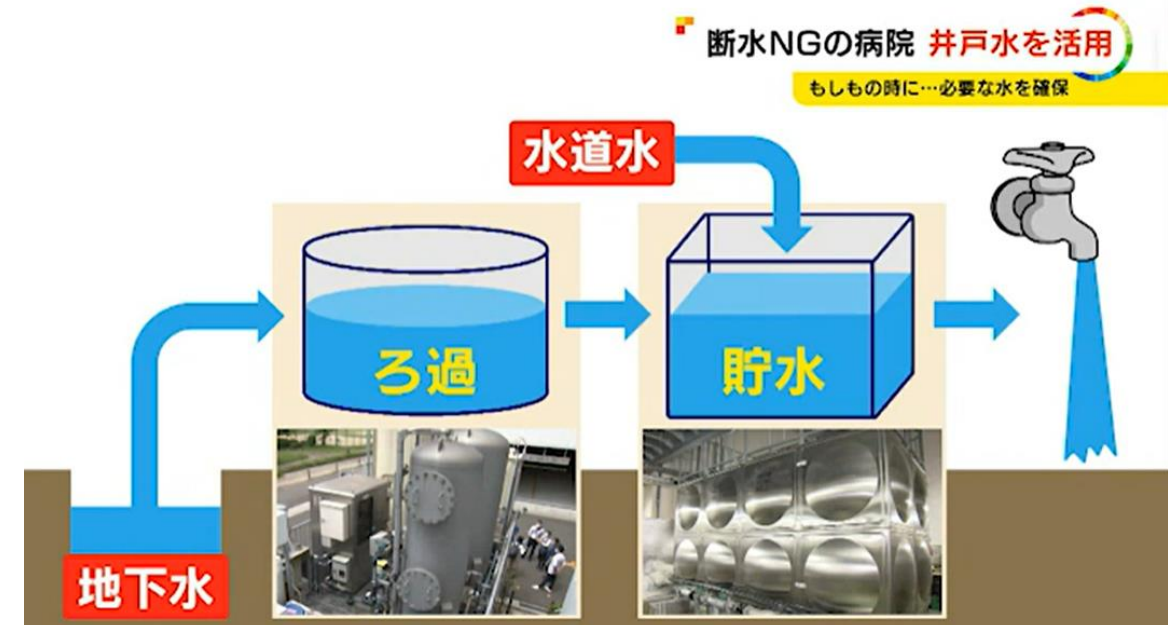 断水NGの病院 井戸水を活用
もしもの時に…必要な水を確保
水道水
ろ過
貯水
地下水